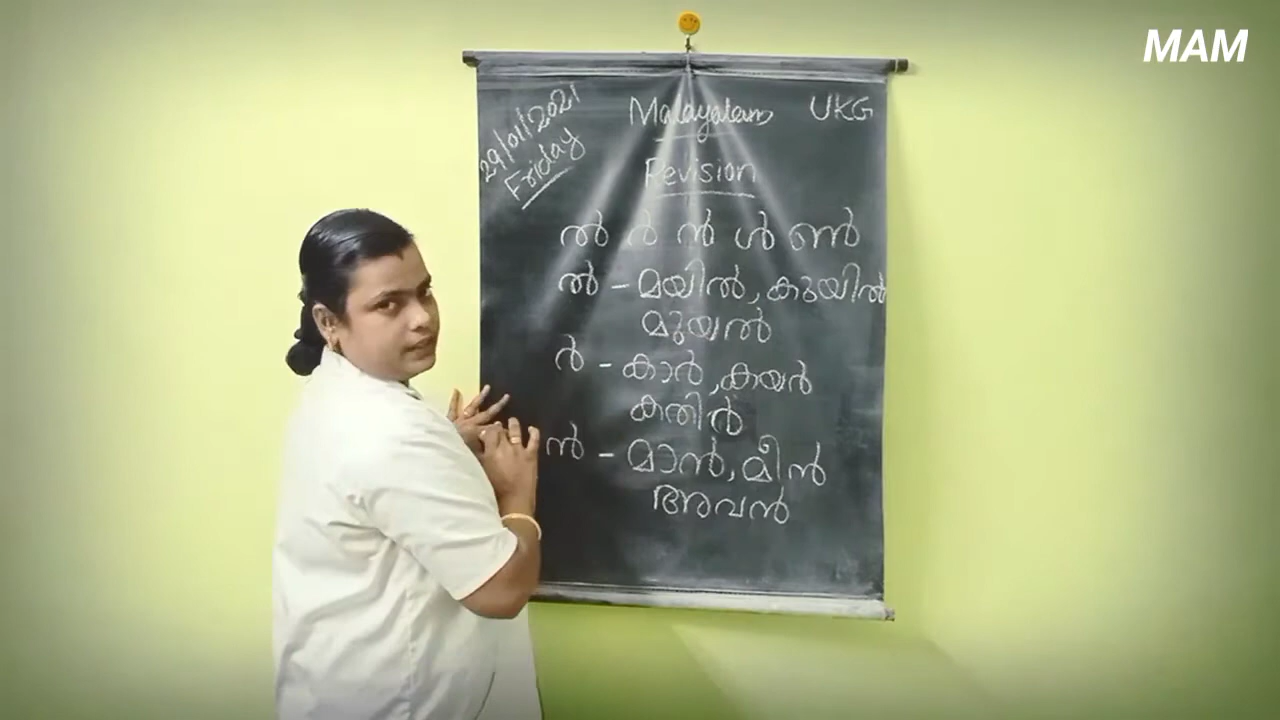 MAM
29/01/2021
Friday
Malayalam UKG
Revision
ൽ ർ ൻ ൾ ൺ
ൽ - മയിൽ, കുയിൽ
മുയൽ
ർ - കാർ, കയർ
കതിർ
ൻ - മാൻ, മീൻ
അവൻ